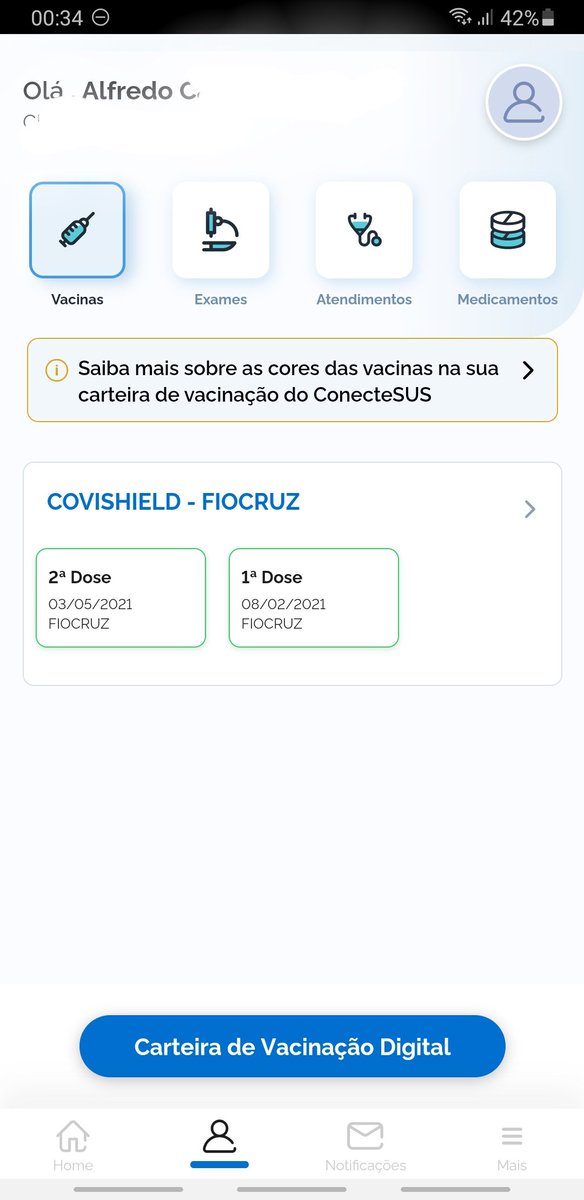 00:34 42%
Olá Alfredo
Vacinas Exames Atendimentos Medicamentos
Saiba mais sobre as cores das vacinas na sua
carteira de vacinação do ConecteSUS
COVISHIELD - FIOCRUZ
2ª Dose
03/05/2021
FIOCRUZ
1ª Dose
08/02/2021
FIOCRUZ
Carteira de Vacinação Digital
Home Notificações Mais